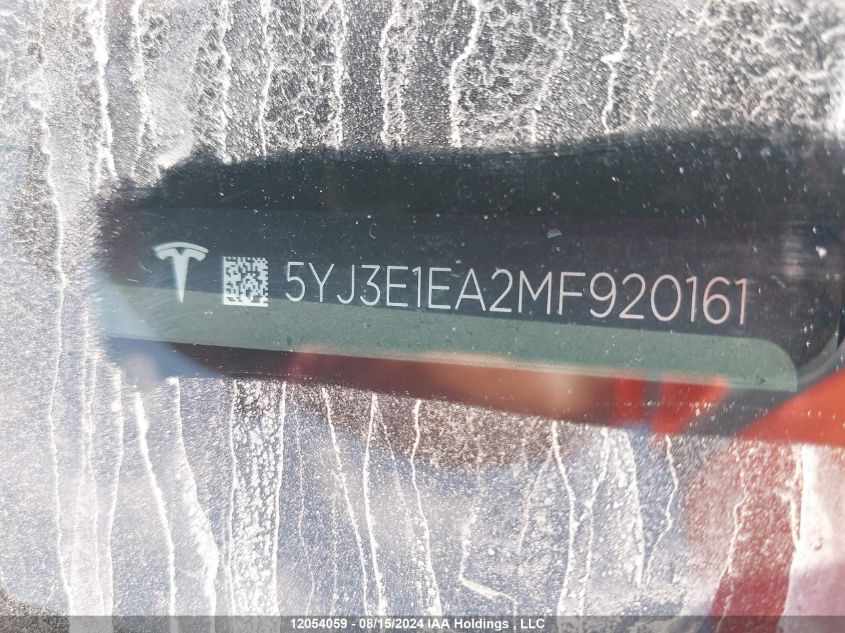 5YJ3E1EA2MF920161
12054059 - 08/15/2024 IAA Holdings , LLC